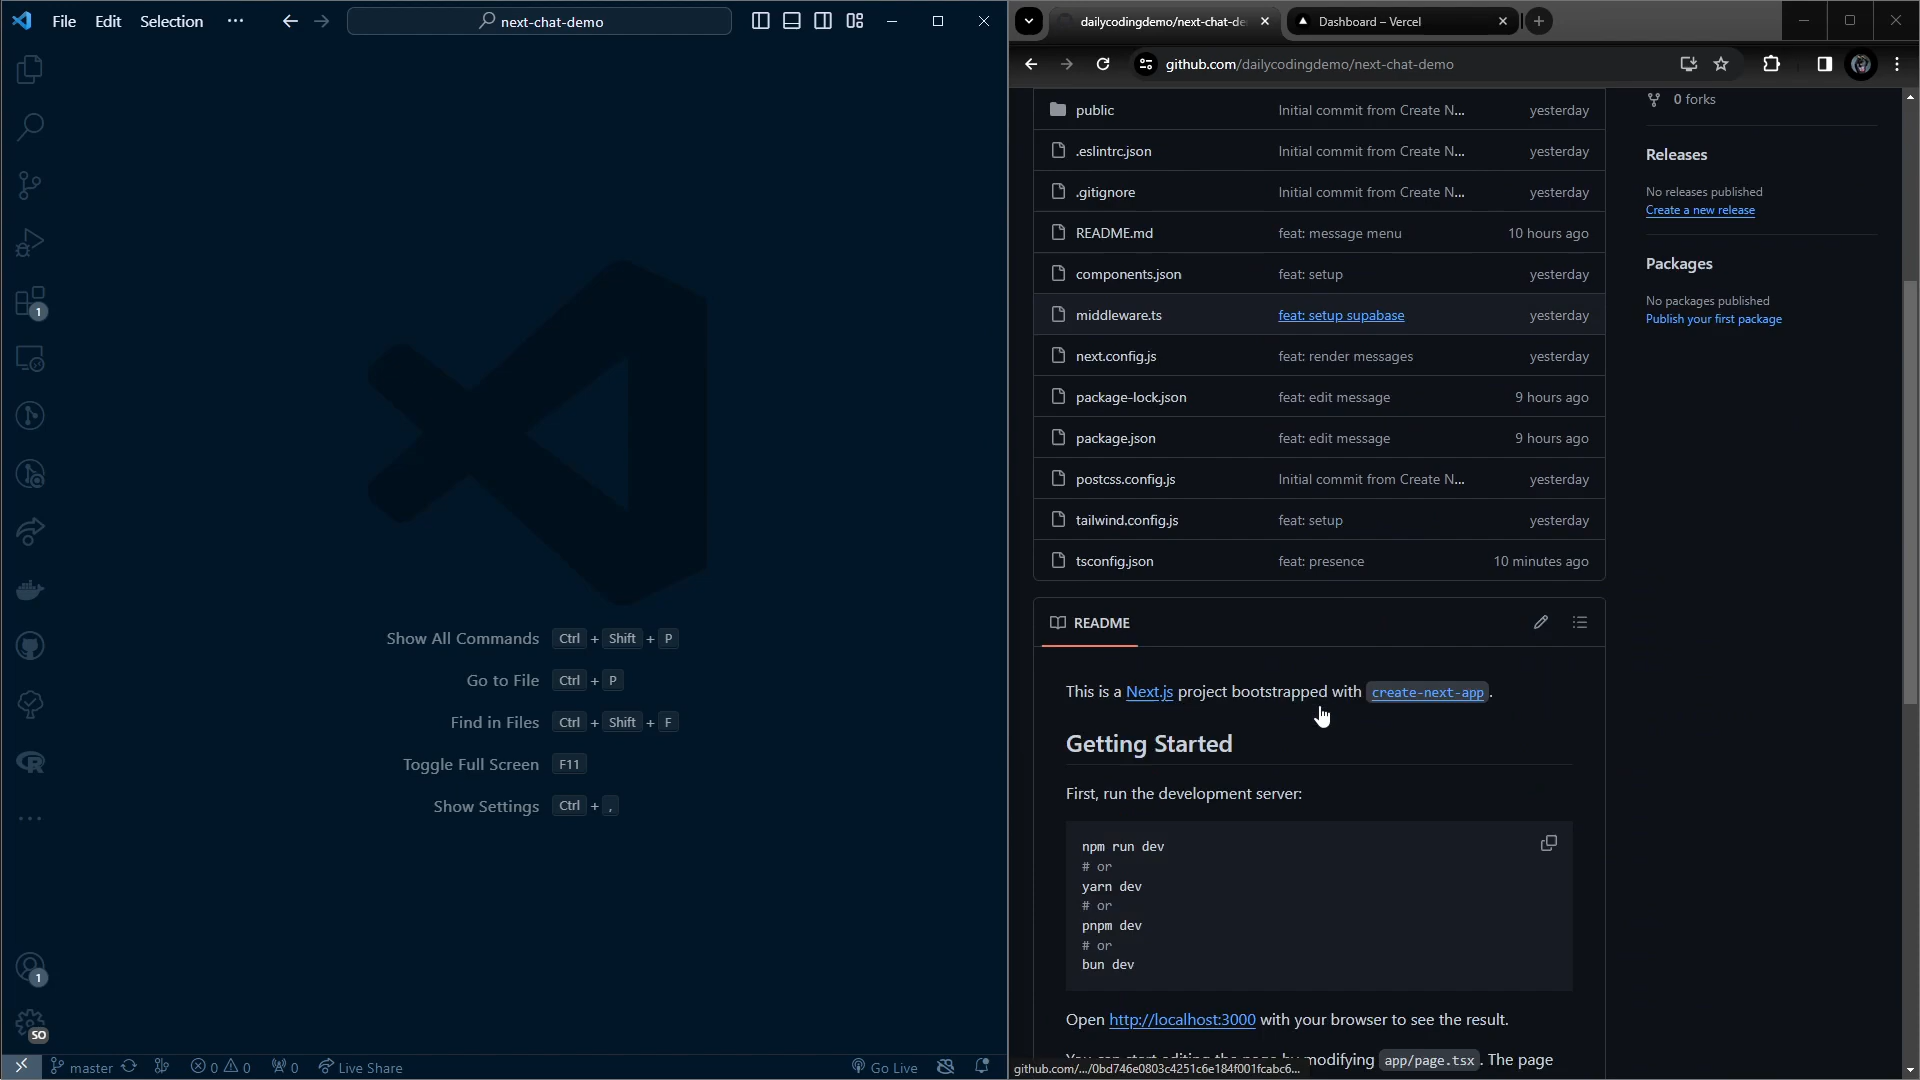 File Edit Selection ··· next-chat-demo
1
Show All Commands Ctrl + Shift + P
Go to File Ctrl + P
Find in Files Ctrl + Shift + F
Toggle Full Screen F11
Show Settings Ctrl + ,
1
SO
master 0 0 0 Live Share Go Live
dailycodingdemo/next-chat-de Dashboard – Vercel
github.com/dailycodingdemo/next-chat-demo
public Initial commit from Create N... yesterday
.eslintrc.json Initial commit from Create N... yesterday
.gitignore Initial commit from Create N... yesterday
README.md feat: message menu 10 hours ago
components.json feat: setup yesterday
middleware.ts feat: setup supabase yesterday
next.config.js feat: render messages yesterday
package-lock.json feat: edit message 9 hours ago
package.json feat: edit message 9 hours ago
postcss.config.js Initial commit from Create N... yesterday
tailwind.config.js feat: setup yesterday
tsconfig.json feat: presence 10 minutes ago
0 forks
Releases
No releases published
Create a new release
Packages
No packages published
Publish your first package
README
This is a Next.js project bootstrapped with create-next-app.
Getting Started
First, run the development server:
npm run dev
# or
yarn dev
# or
pnpm dev
# or
bun dev
Open http://localhost:3000 with your browser to see the result.
You can start editing the page by modifying app/page.tsx. The page
github.com/.../0bd746e0803c4251c6e184f001fcabc6...